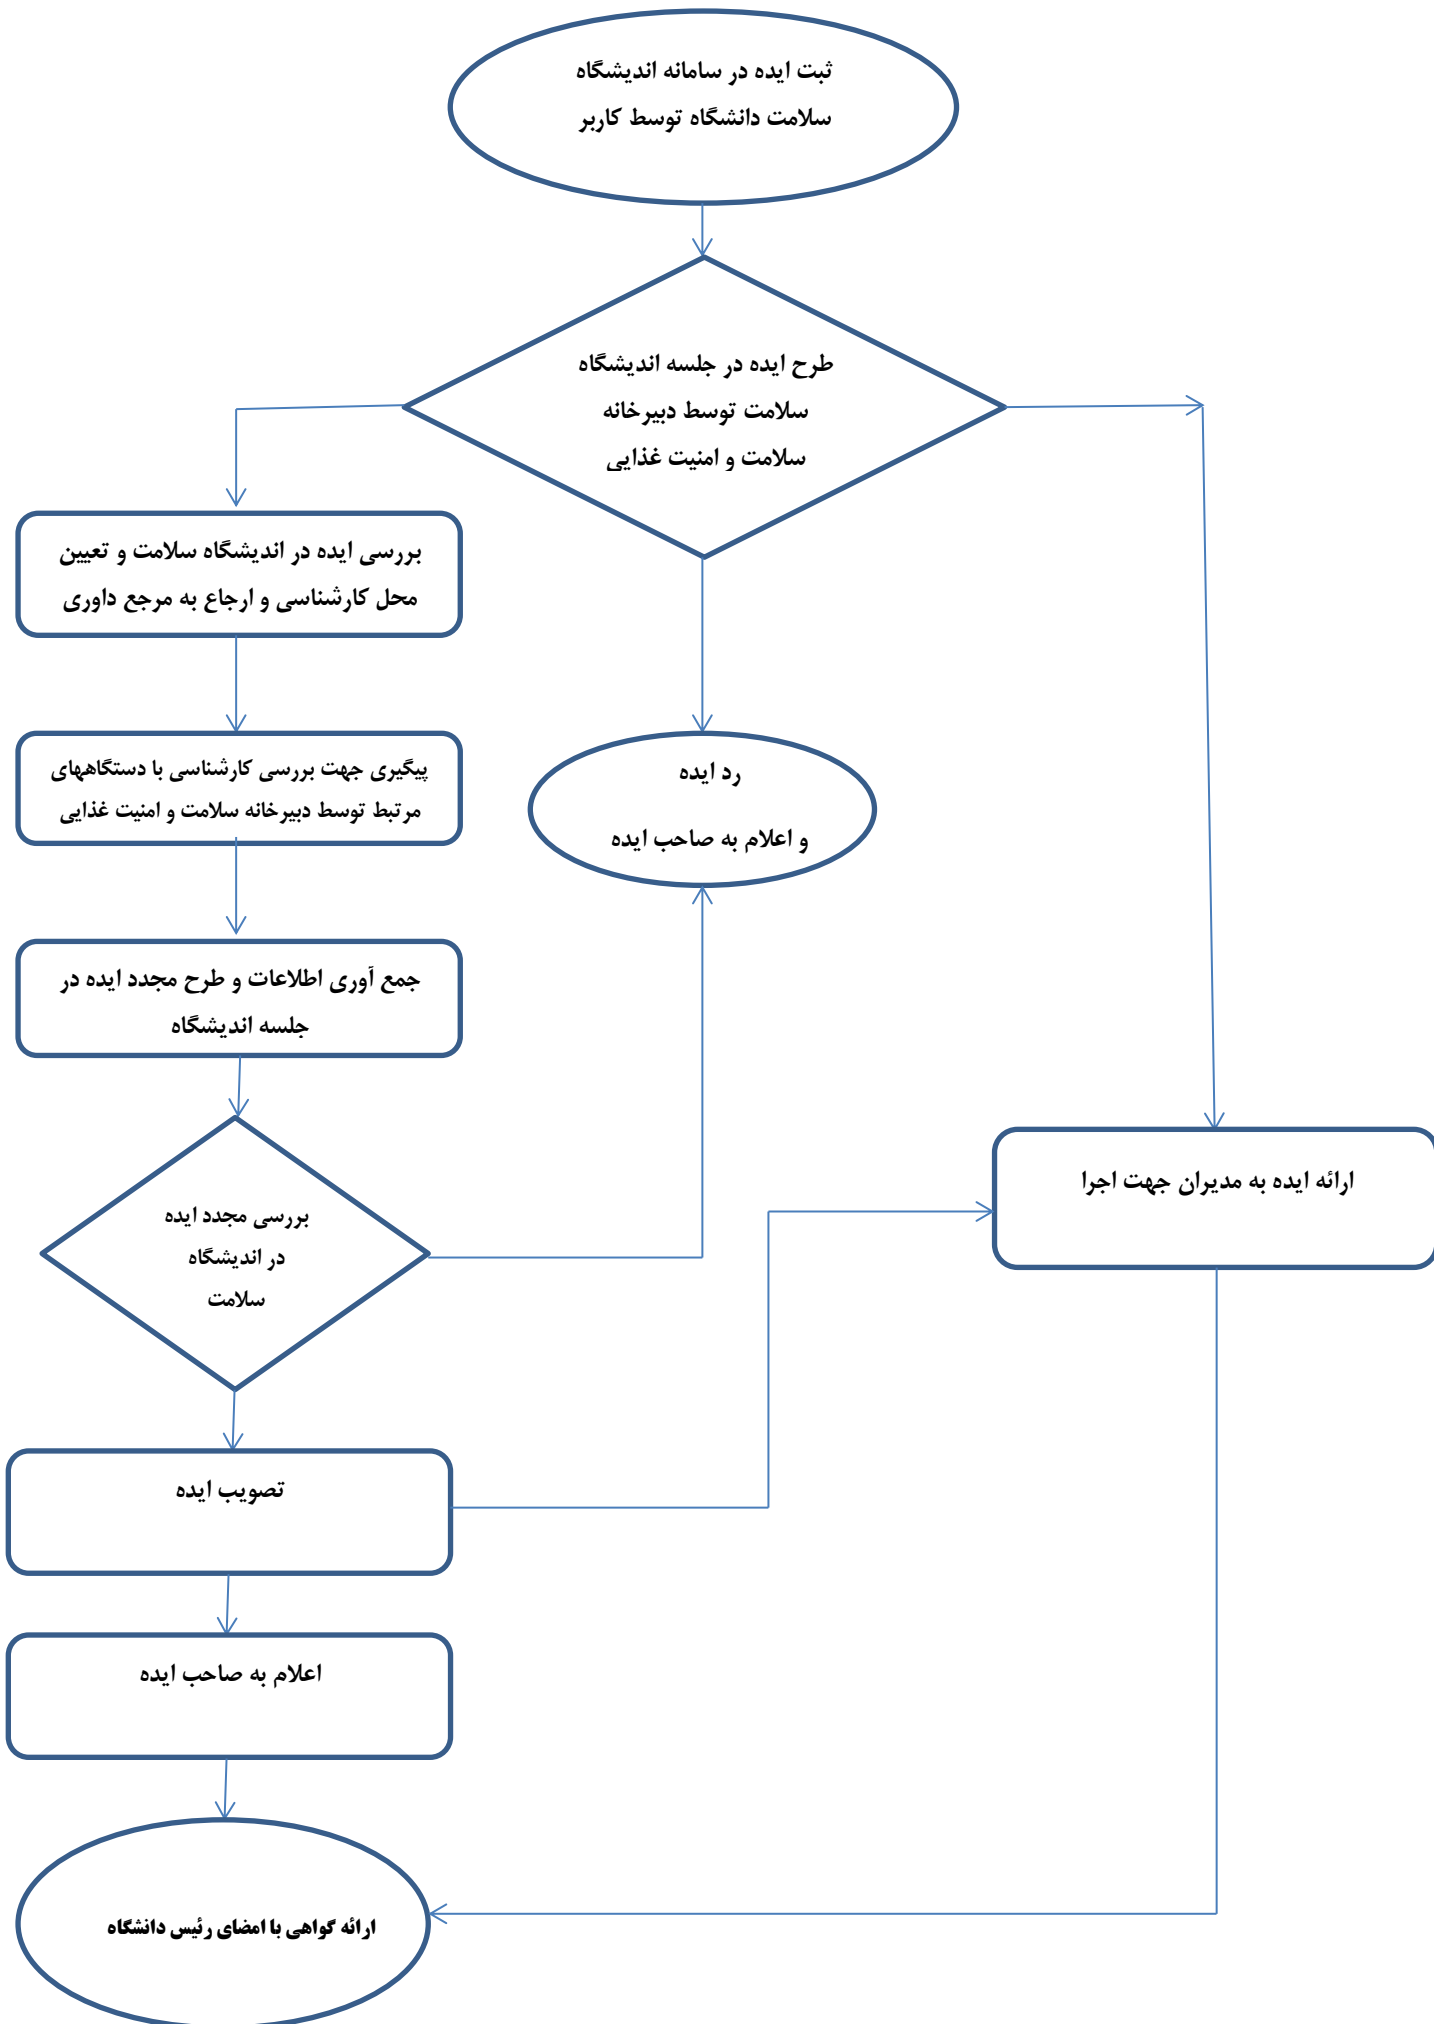 ثبت ایده در سامانه اندیشگاه
سلامت دانشگاه توسط کاربر
طرح ایده در جلسه اندیشگاه
سلامت توسط دبیرخانه
سلامت و امنیت غذایی
بررسی ایده در اندیشگاه سلامت و تعیین
محل کارشناسی و ارجاع به مرجع داوری
پیگیری جهت بررسی کارشناسی با دستگاههای
مرتبط توسط دبیرخانه سلامت و امنیت غذایی
رد ایده
و اعلام به صاحب ایده
جمع آوری اطلاعات و طرح مجدد ایده در
جلسه اندیشگاه
بررسی مجدد ایده
در اندیشگاه
سلامت
ارائه ایده به مدیران جهت اجرا
تصویب ایده
اعلام به صاحب ایده
ارائه گواهی با امضای رئیس دانشگاه